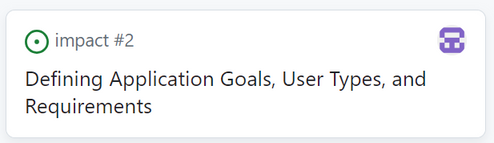 impact #2
Defining Application Goals, User Types, and
Requirements